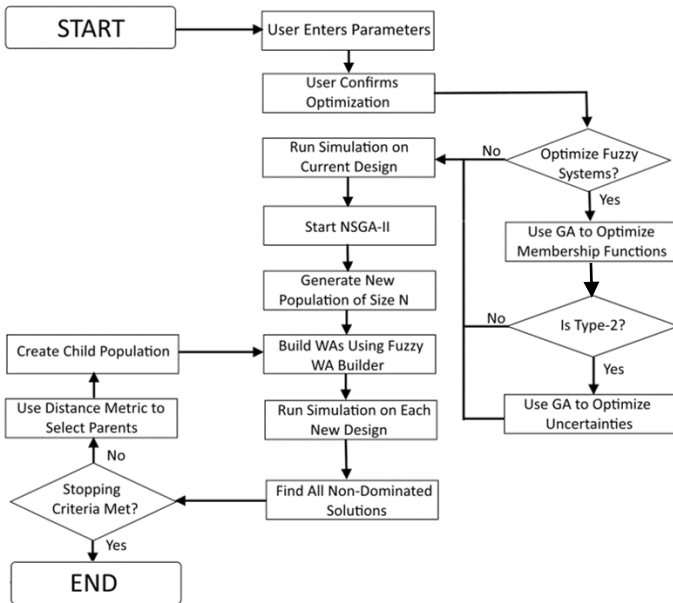 START
User Enters Parameters
User Confirms
Optimization
Optimize Fuzzy
Systems?
No
Yes
Run Simulation on
Current Design
Use GA to Optimize
Membership Functions
Start NSGA-II
Is Type-2?
No
Yes
Use GA to Optimize
Uncertainties
Generate New
Population of Size N
Build WAs Using Fuzzy
WA Builder
Create Child Population
Run Simulation on Each
New Design
Use Distance Metric to
Select Parents
Find All Non-Dominated
Solutions
Stopping
Criteria Met?
No
Yes
END